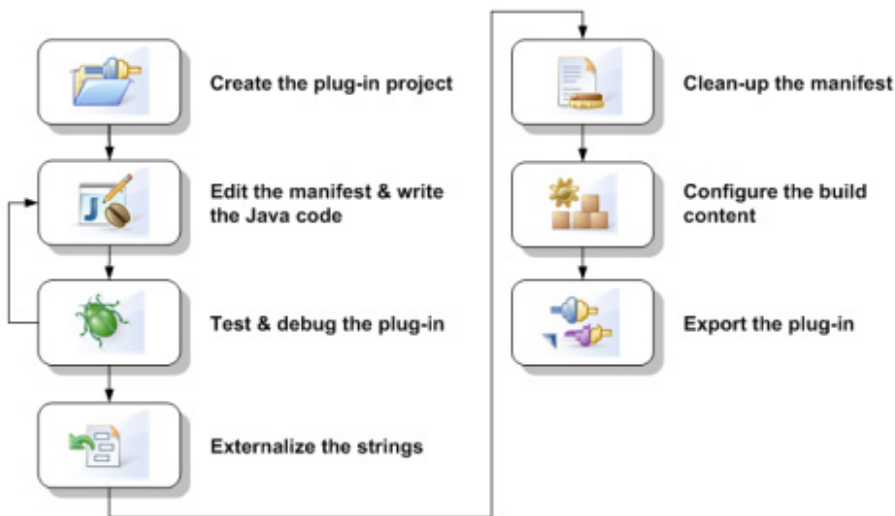 Create the plug-in project
Edit the manifest & write
the Java code
Test & debug the plug-in
Externalize the strings
Clean-up the manifest
Configure the build
content
Export the plug-in
J